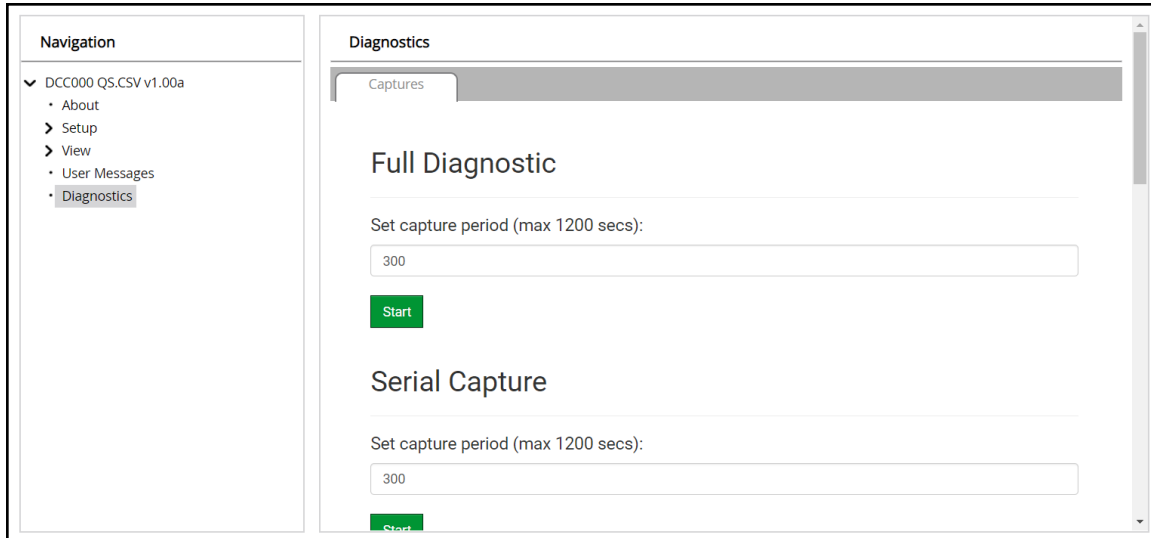 Navigation
DCC000 QS.CSV v1.00a
About
Setup
View
User Messages
Diagnostics
Diagnostics
Captures
Full Diagnostic
Set capture period (max 1200 secs):
300
Start
Serial Capture
Set capture period (max 1200 secs):
300
Start